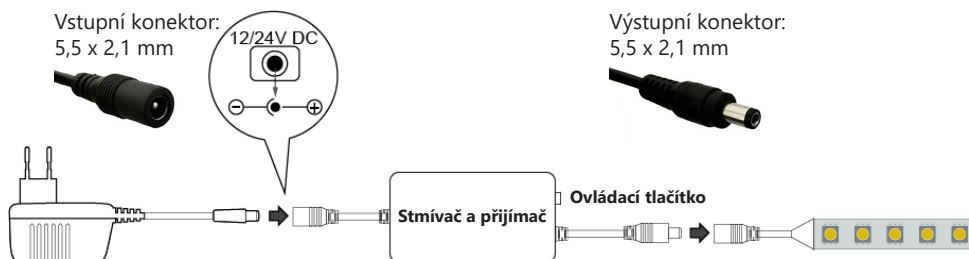 Vstupní konektor:
5,5 x 2,1 mm
12/24V DC
Výstupní konektor:
5,5 x 2,1 mm
Stmívač a přijímač
Ovládací tlačítko